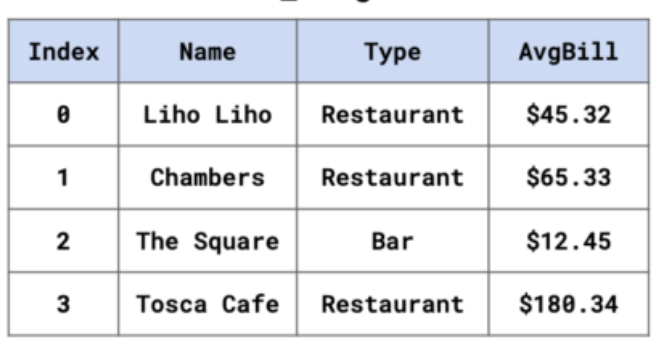 Index Name Type AvgBill
0 Liho Liho Restaurant $45.32
1 Chambers Restaurant $65.33
2 The Square Bar $12.45
3 Tosca Cafe Restaurant $180.34